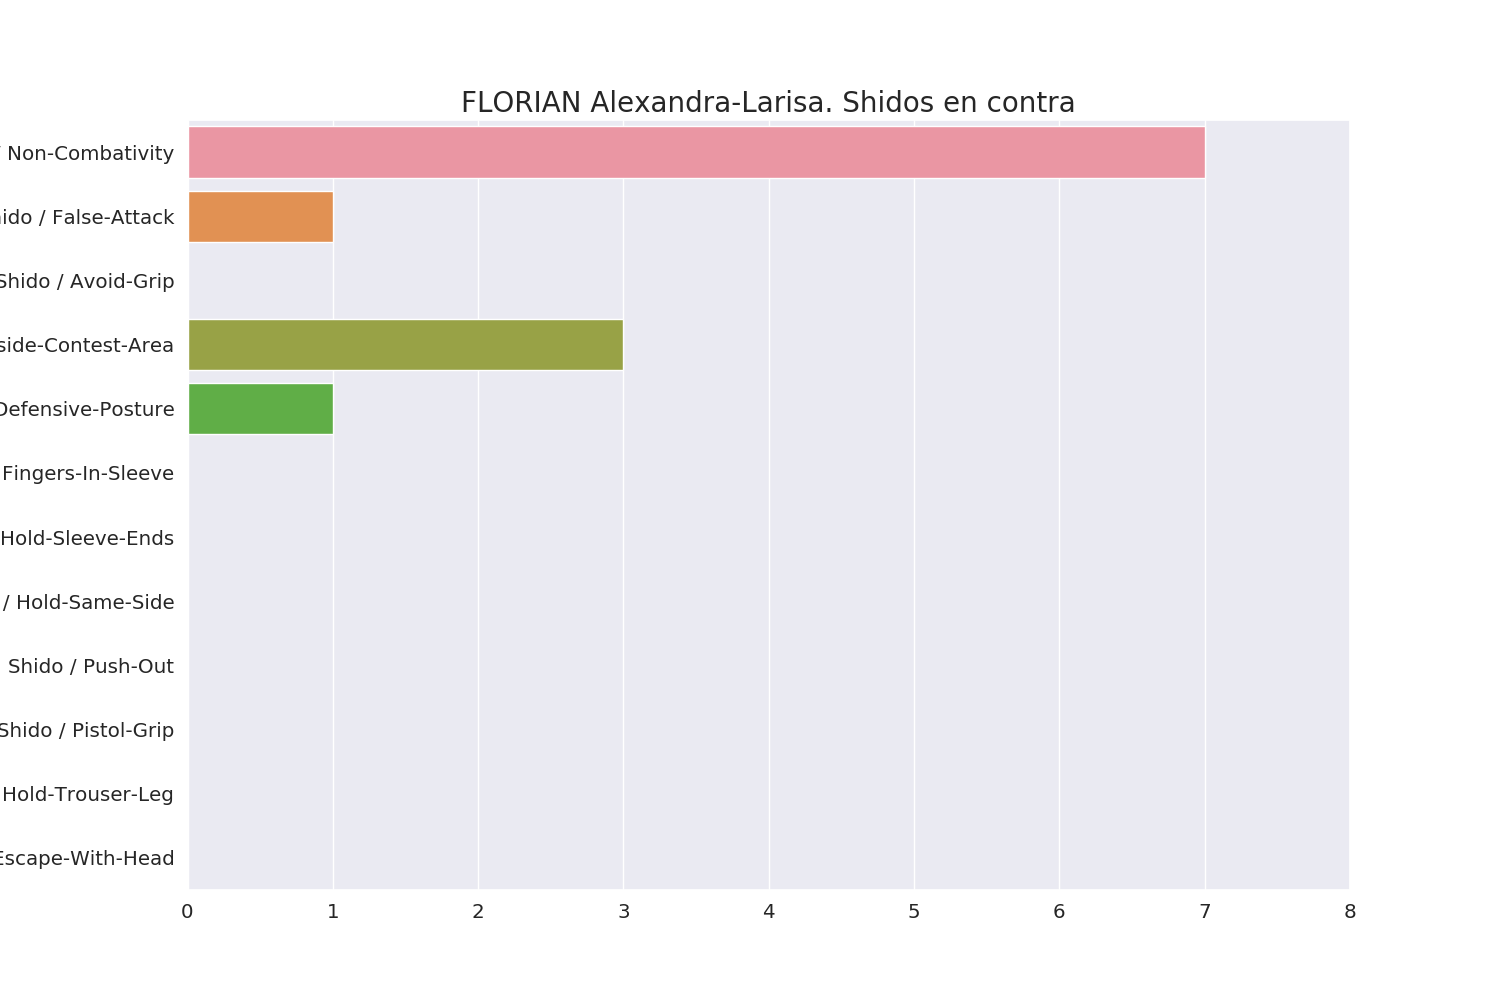 FLORIAN Alexandra-Larisa. Shidos en contra
/ Non-Combativity
ido / False-Attack
Shido / Avoid-Grip
side-Contest-Area
Defensive-Posture
Fingers-In-Sleeve
Hold-Sleeve-Ends
/ Hold-Same-Side
Shido / Push-Out
Shido / Pistol-Grip
Hold-Trouser-Leg
Escape-With-Head
0 1 2 3 4 5 6 7 8